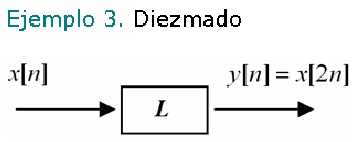 Ejemplo 3. Diezmado
x[n]
y[n] = x[2n]
L